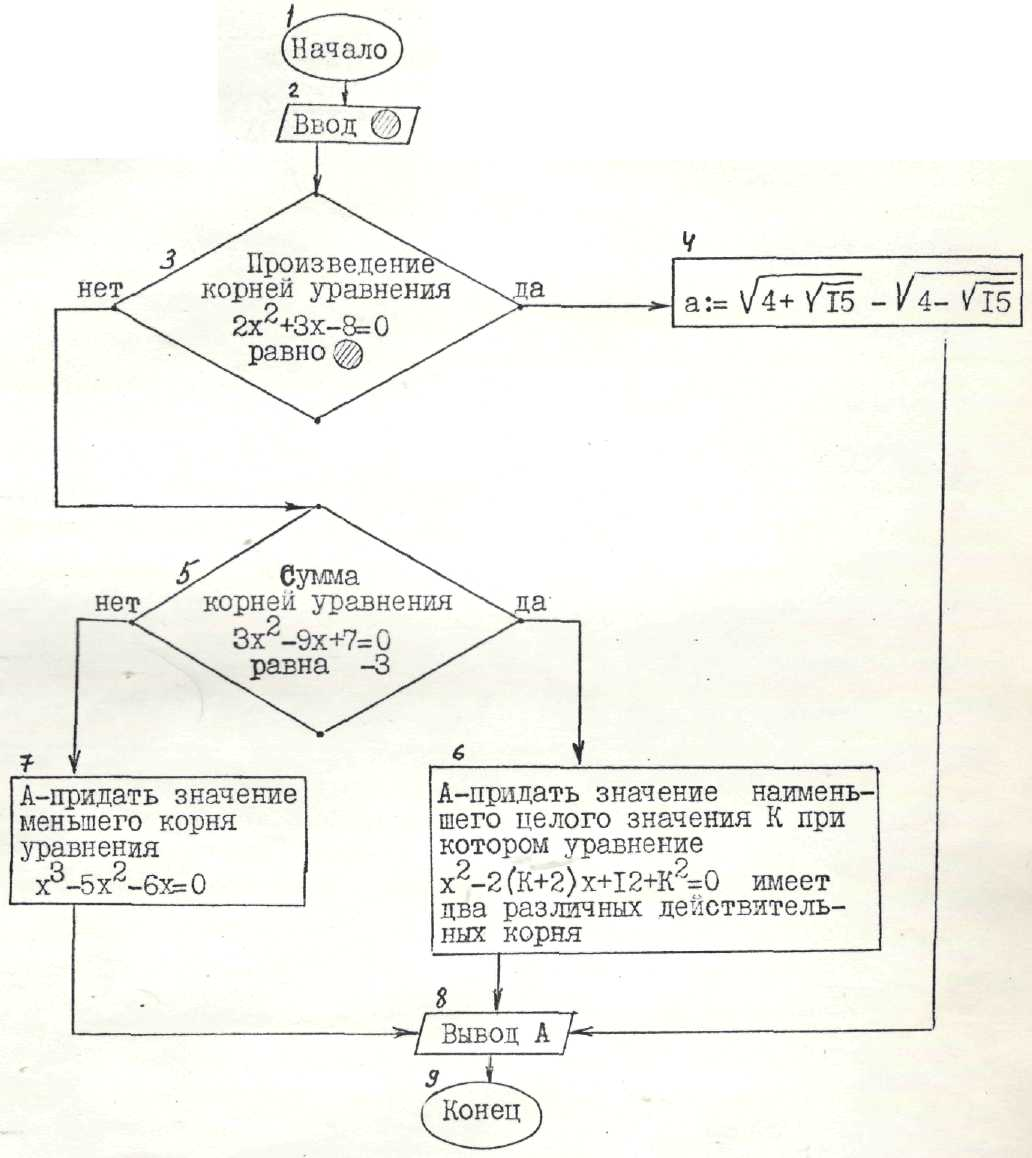 1
Начало
2
Ввод
3
Произведение
корней уравнения
2x²+3x-8=0
равно
нет
да
4
a:= √4+ √I5 - √4- √I5
5
Сумма
корней уравнения
3x²-9x+7=0
равна -3
нет
да
7
А-придать значение
меньшего корня
уравнения
x³-5x²-6x=0
6
А-придать значение наимень-
шего целого значения К при
котором уравнение
x²-2(К+2)x+I2+К²=0 имеет
два различных действитель-
ных корня
8
Вывод А
9
Конец